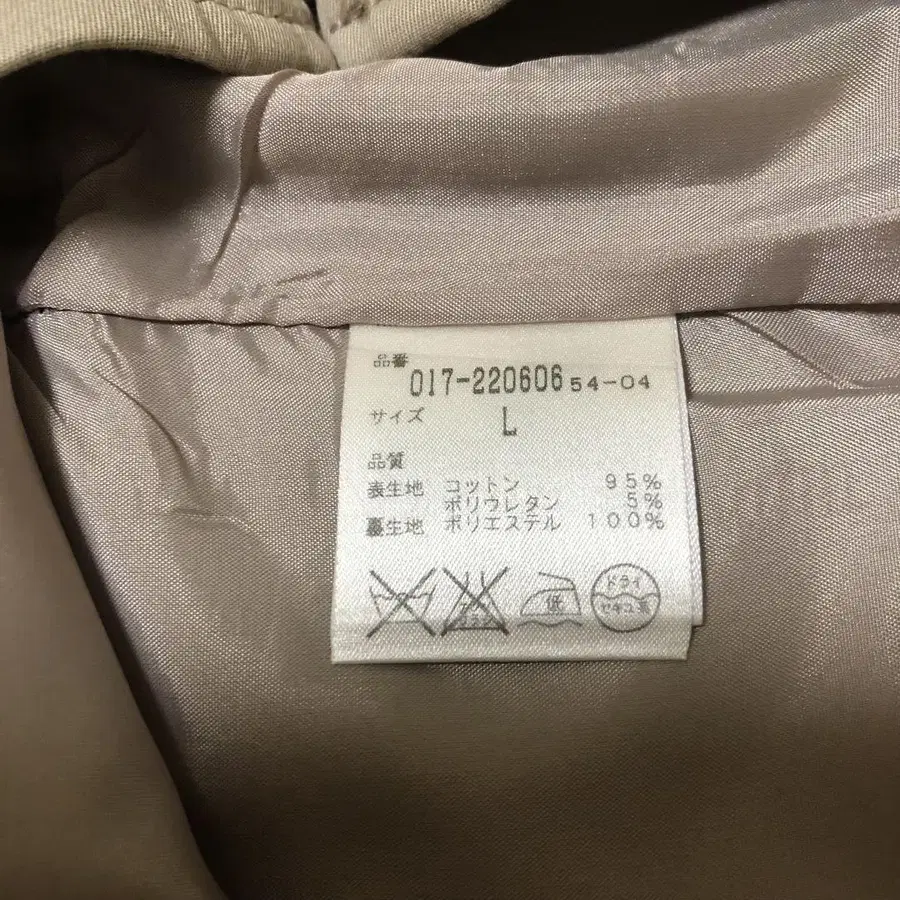 品番
017-220606 54-04
サイズ L
品質
表生地 コットン 95%
ポリウレタン 5%
裏生地 ポリエステル 100%
低
ドライ
セキユ系